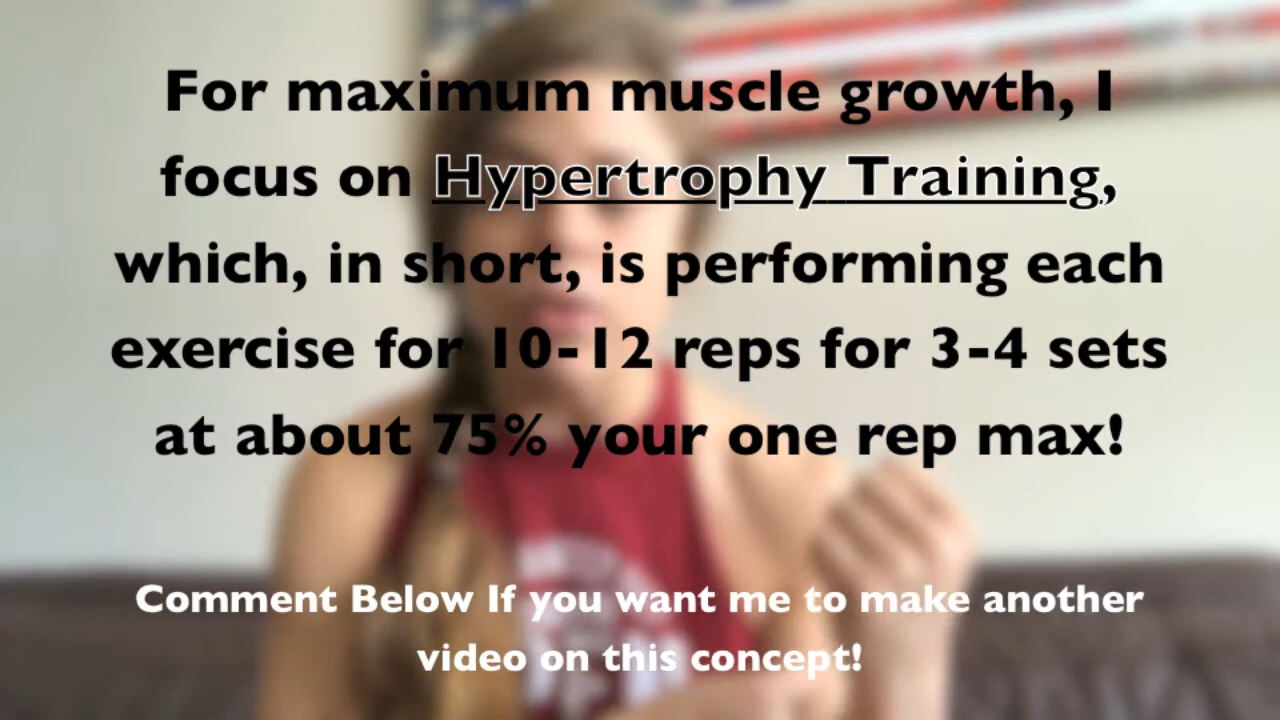 For maximum muscle growth, I
focus on Hypertrophy Training,
which, in short, is performing each
exercise for 10-12 reps for 3-4 sets
at about 75% your one rep max!
Comment Below If you want me to make another
video on this concept!